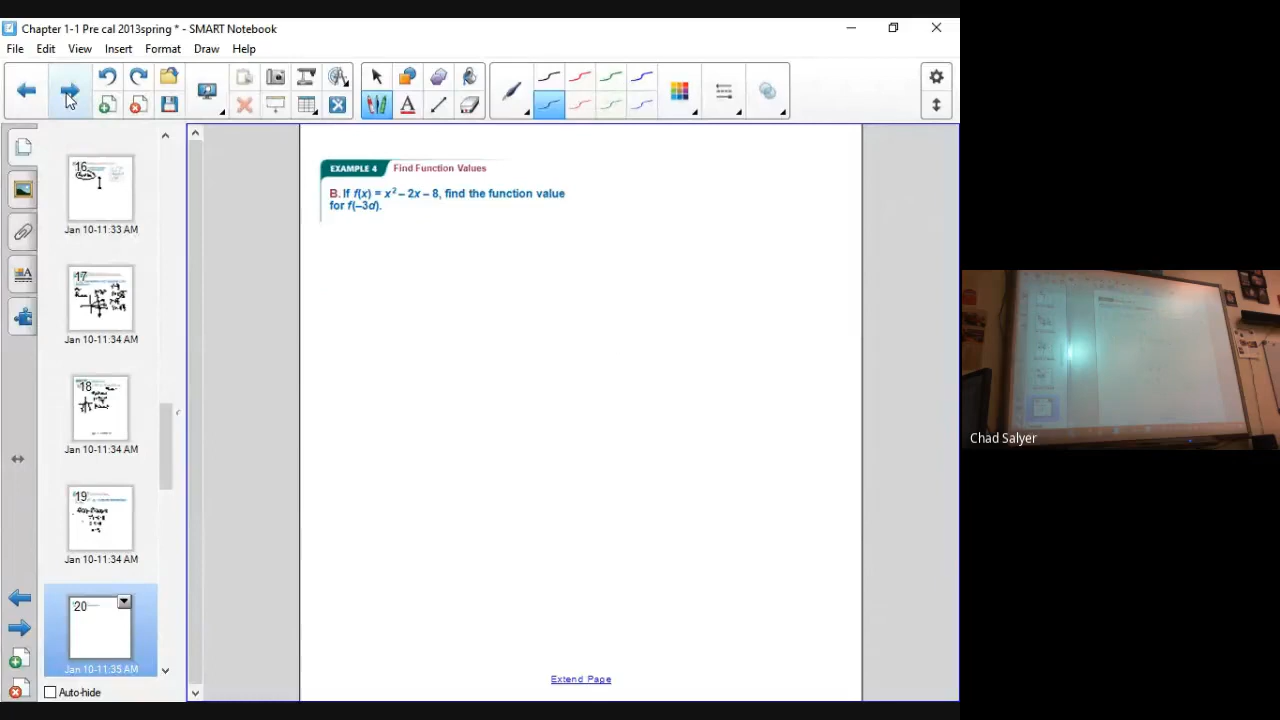 Chapter 1-1 Pre cal 2013spring * - SMART Notebook
File Edit View Insert Format Draw Help
EXAMPLE 4 Find Function Values
B. If f(x) = x² – 2x – 8, find the function value
for f(–3d).
16
Jan 10-11:33 AM
17
Jan 10-11:34 AM
18
Jan 10-11:34 AM
19
Jan 10-11:34 AM
20
Jan 10-11:35 AM
Auto-hide
Extend Page
Chad Salyer